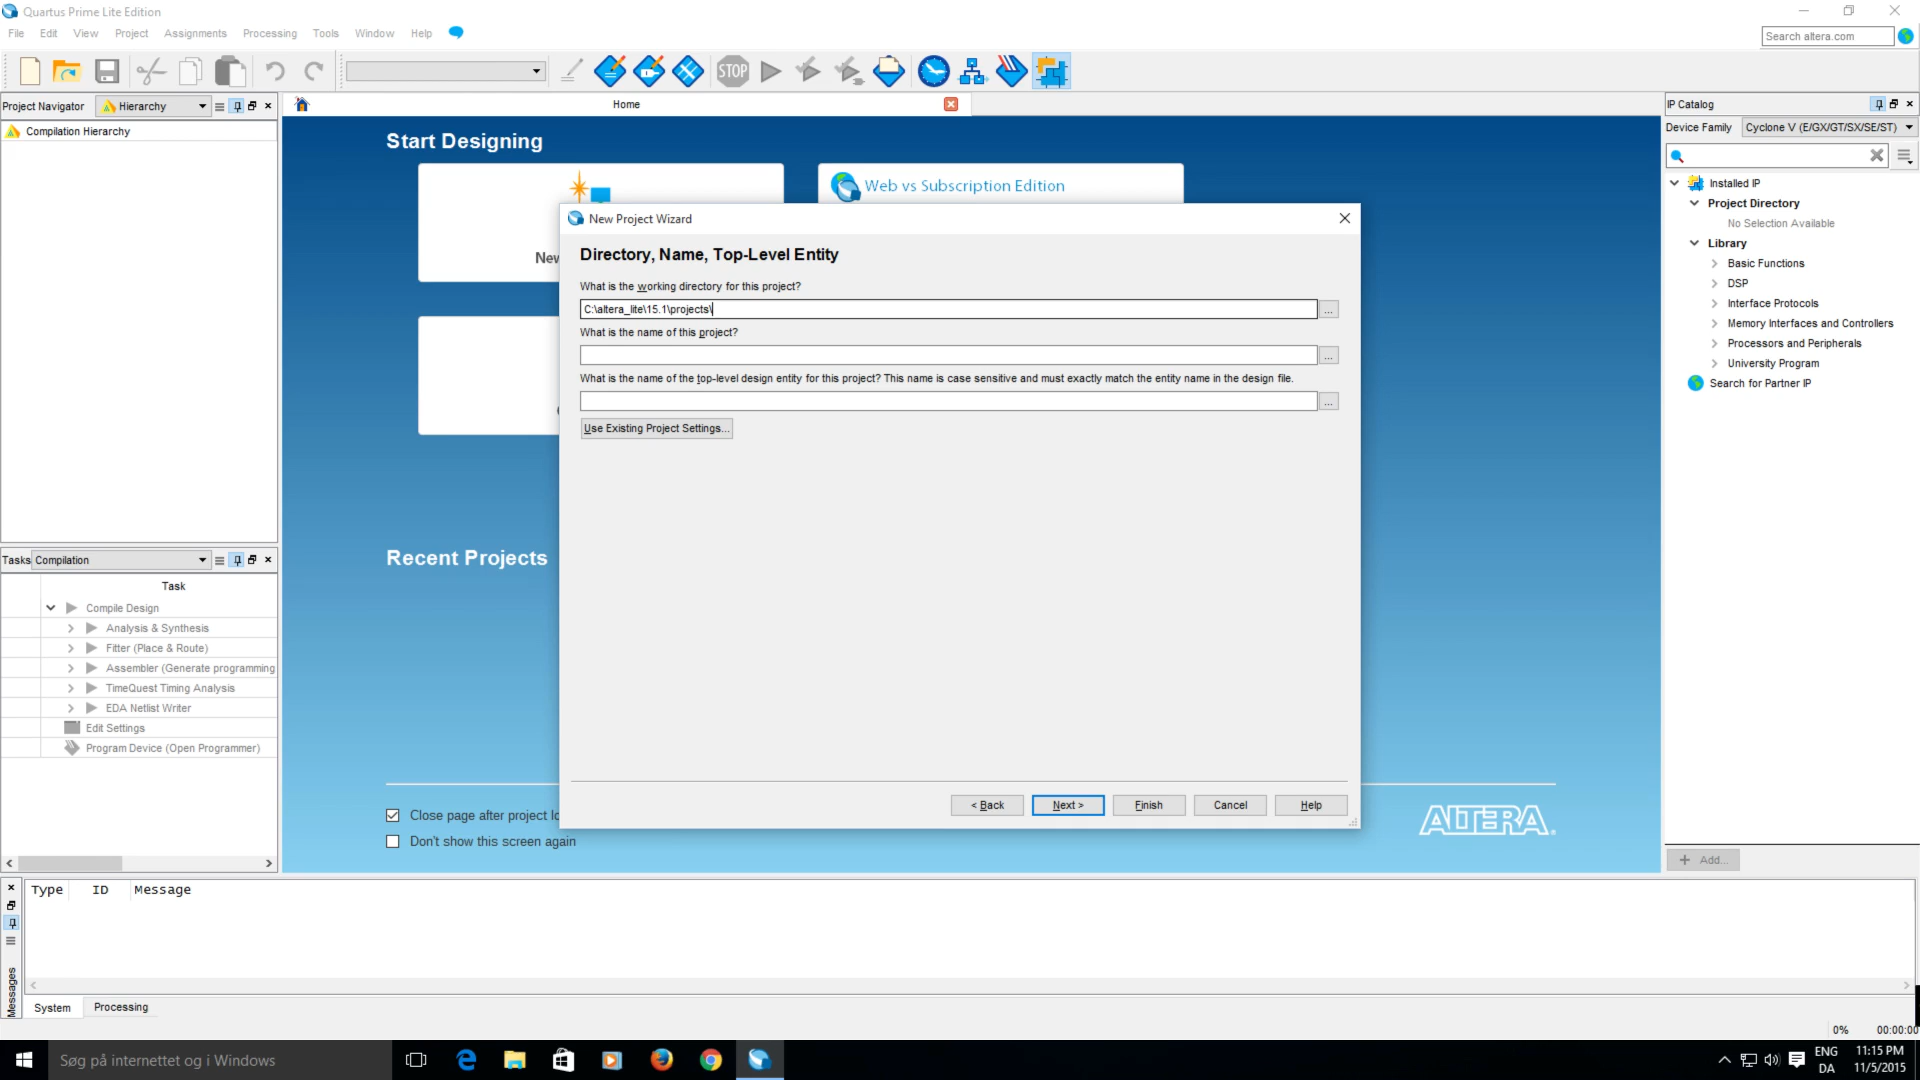 Quartus Prime Lite Edition
File Edit View Project Assignments Processing Tools Window Help
Search altera.com
STOP
Project Navigator Hierarchy
Home
IP Catalog
Compilation Hierarchy
Device Family Cyclone V (E/GX/GT/SX/SE/ST)
Start Designing
Web vs Subscription Edition
New
Installed IP
Project Directory
No Selection Available
Library
Basic Functions
DSP
Interface Protocols
Memory Interfaces and Controllers
Processors and Peripherals
University Program
Search for Partner IP
New Project Wizard
Directory, Name, Top-Level Entity
What is the working directory for this project?
C:\altera_lite\15.1\projects\
...
What is the name of this project?
...
What is the name of the top-level design entity for this project? This name is case sensitive and must exactly match the entity name in the design file.
...
Use Existing Project Settings...
< Back Next > Finish Cancel Help
Recent Projects
Tasks Compilation
Task
Compile Design
Analysis & Synthesis
Fitter (Place & Route)
Assembler (Generate programming
TimeQuest Timing Analysis
EDA Netlist Writer
Edit Settings
Program Device (Open Programmer)
Close page after project lo
Don't show this screen again
ALTERA
+ Add...
Type ID Message
Messages
System Processing
0% 00:00:00
Søg på internettet og i Windows
ENG
DA
11:15 PM
11/5/2015